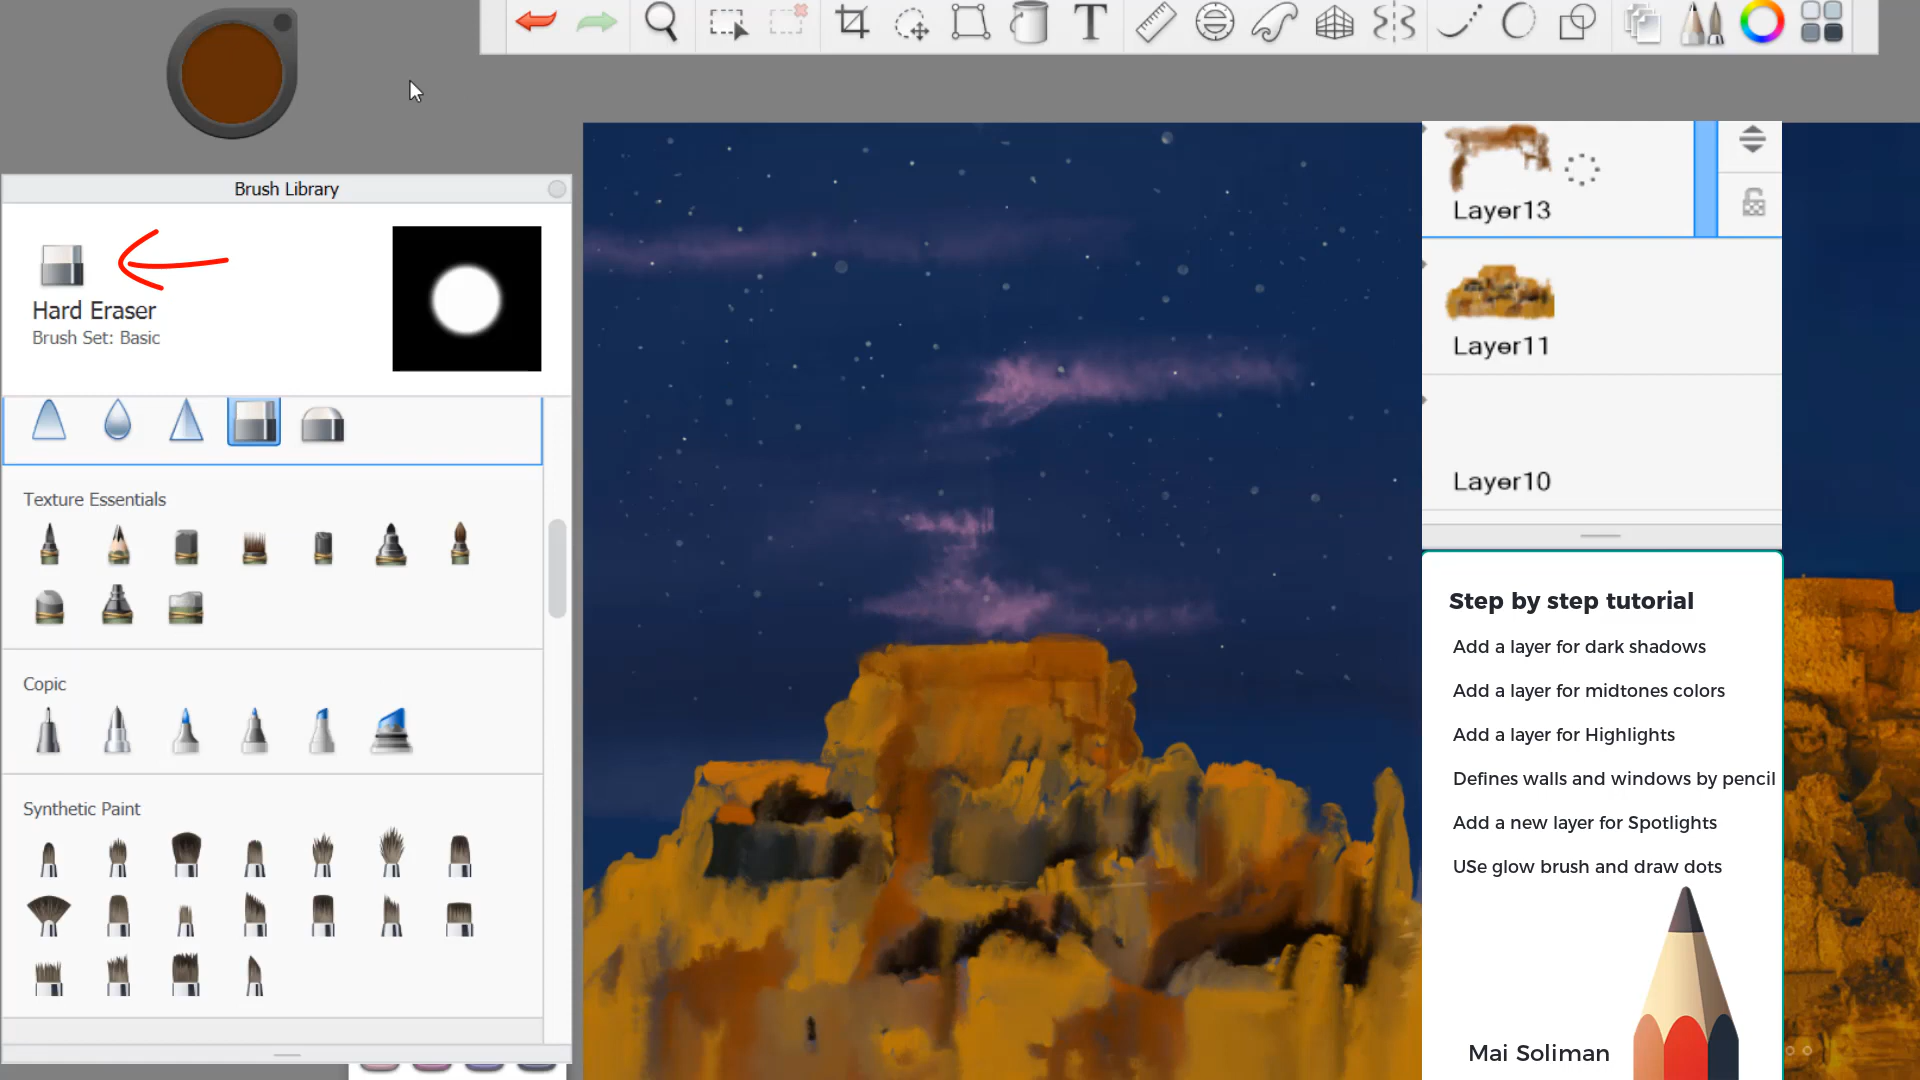 T
Brush Library
Hard Eraser
Brush Set: Basic
Texture Essentials
Copic
Synthetic Paint
Layer13
Layer11
Layer10
Step by step tutorial
Add a layer for dark shadows
Add a layer for midtones colors
Add a layer for Highlights
Defines walls and windows by pencil
Add a new layer for Spotlights
USe glow brush and draw dots
Mai Soliman